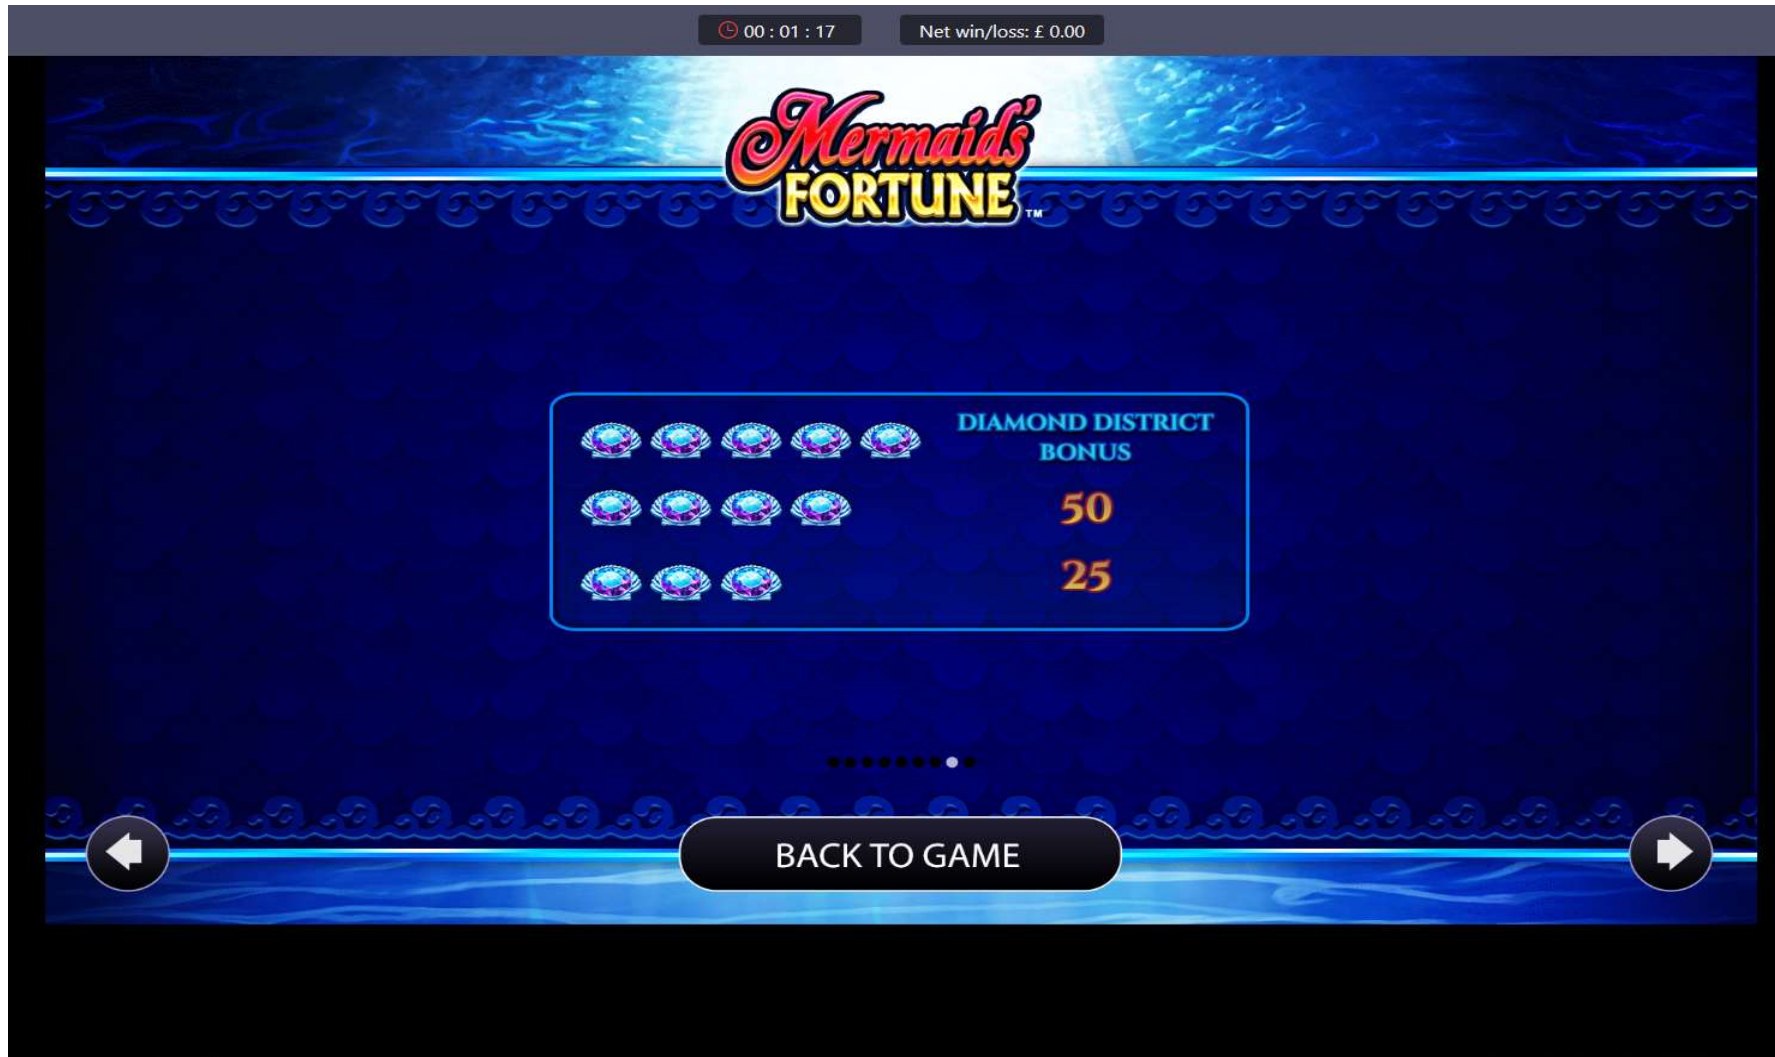 00 : 01 : 17
Net win/loss: £ 0.00
Mermaids'
FORTUNE TM
DIAMOND DISTRICT
BONUS
50
25
BACK TO GAME